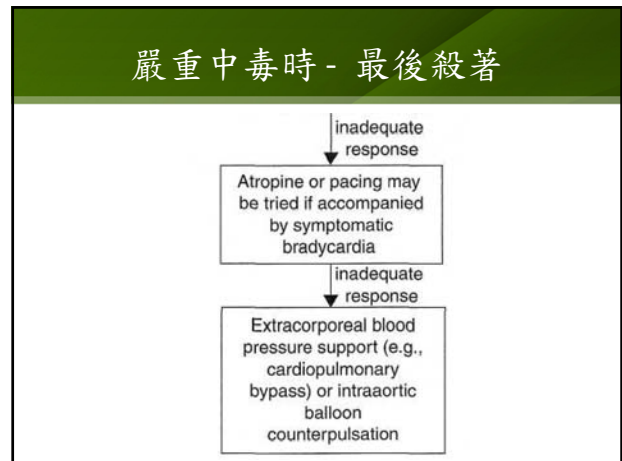 嚴重中毒時 - 最後殺著
inadequate
response
Atropine or pacing may
be tried if accompanied
by symptomatic
bradycardia
inadequate
response
Extracorporeal blood
pressure support (e.g.,
cardiopulmonary
bypass) or intraaortic
balloon
counterpulsation